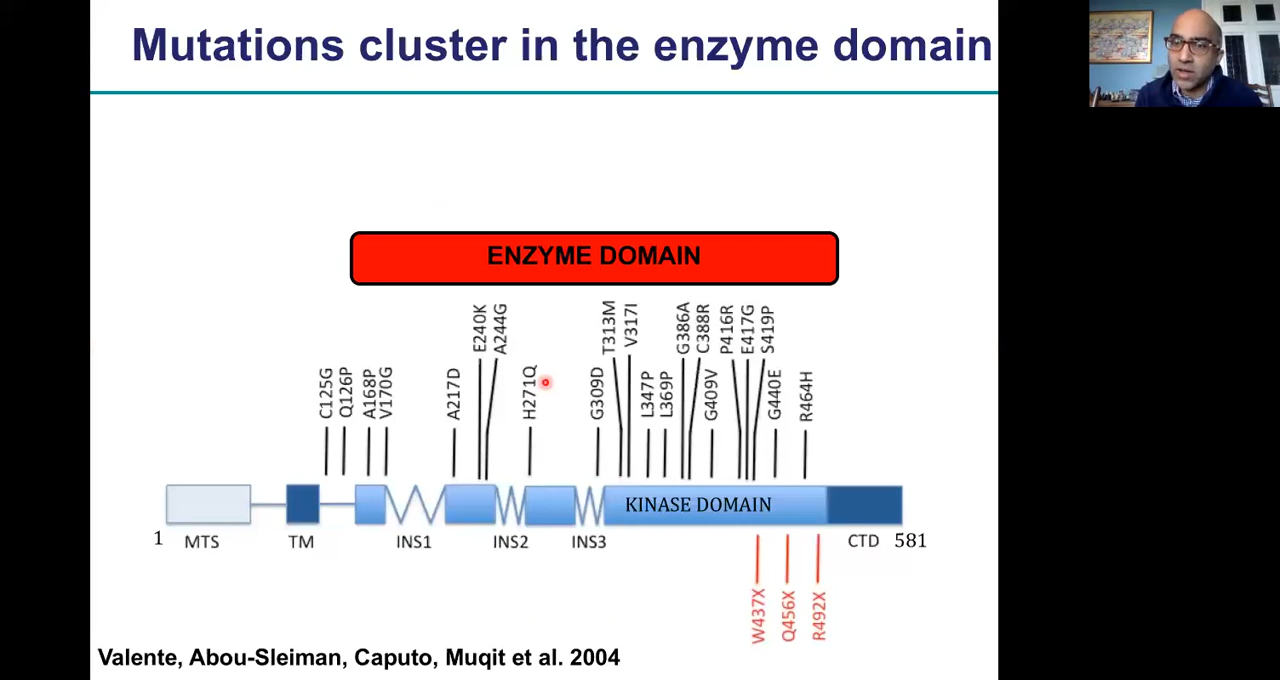 Mutations cluster in the enzyme domain
ENZYME DOMAIN
C125G
Q126P
A168P
V170G
A217D
E240K
A244G
H271Q
G309D
T313M
V317I
L347P
L369P
G386A
C388R
G409V
P416R
E417G
S419P
G440E
R464H
KINASE DOMAIN
1
MTS
TM
INS1
INS2
INS3
CTD
581
W437X
Q456X
R492X
Valente, Abou-Sleiman, Caputo, Muqit et al. 2004